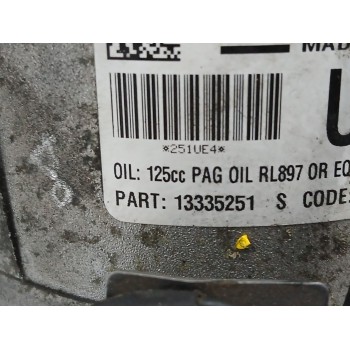 MAD
U
*251UE4*
OIL: 125cc PAG OIL RL897 OR EQ
PART: 13335251 S CODE